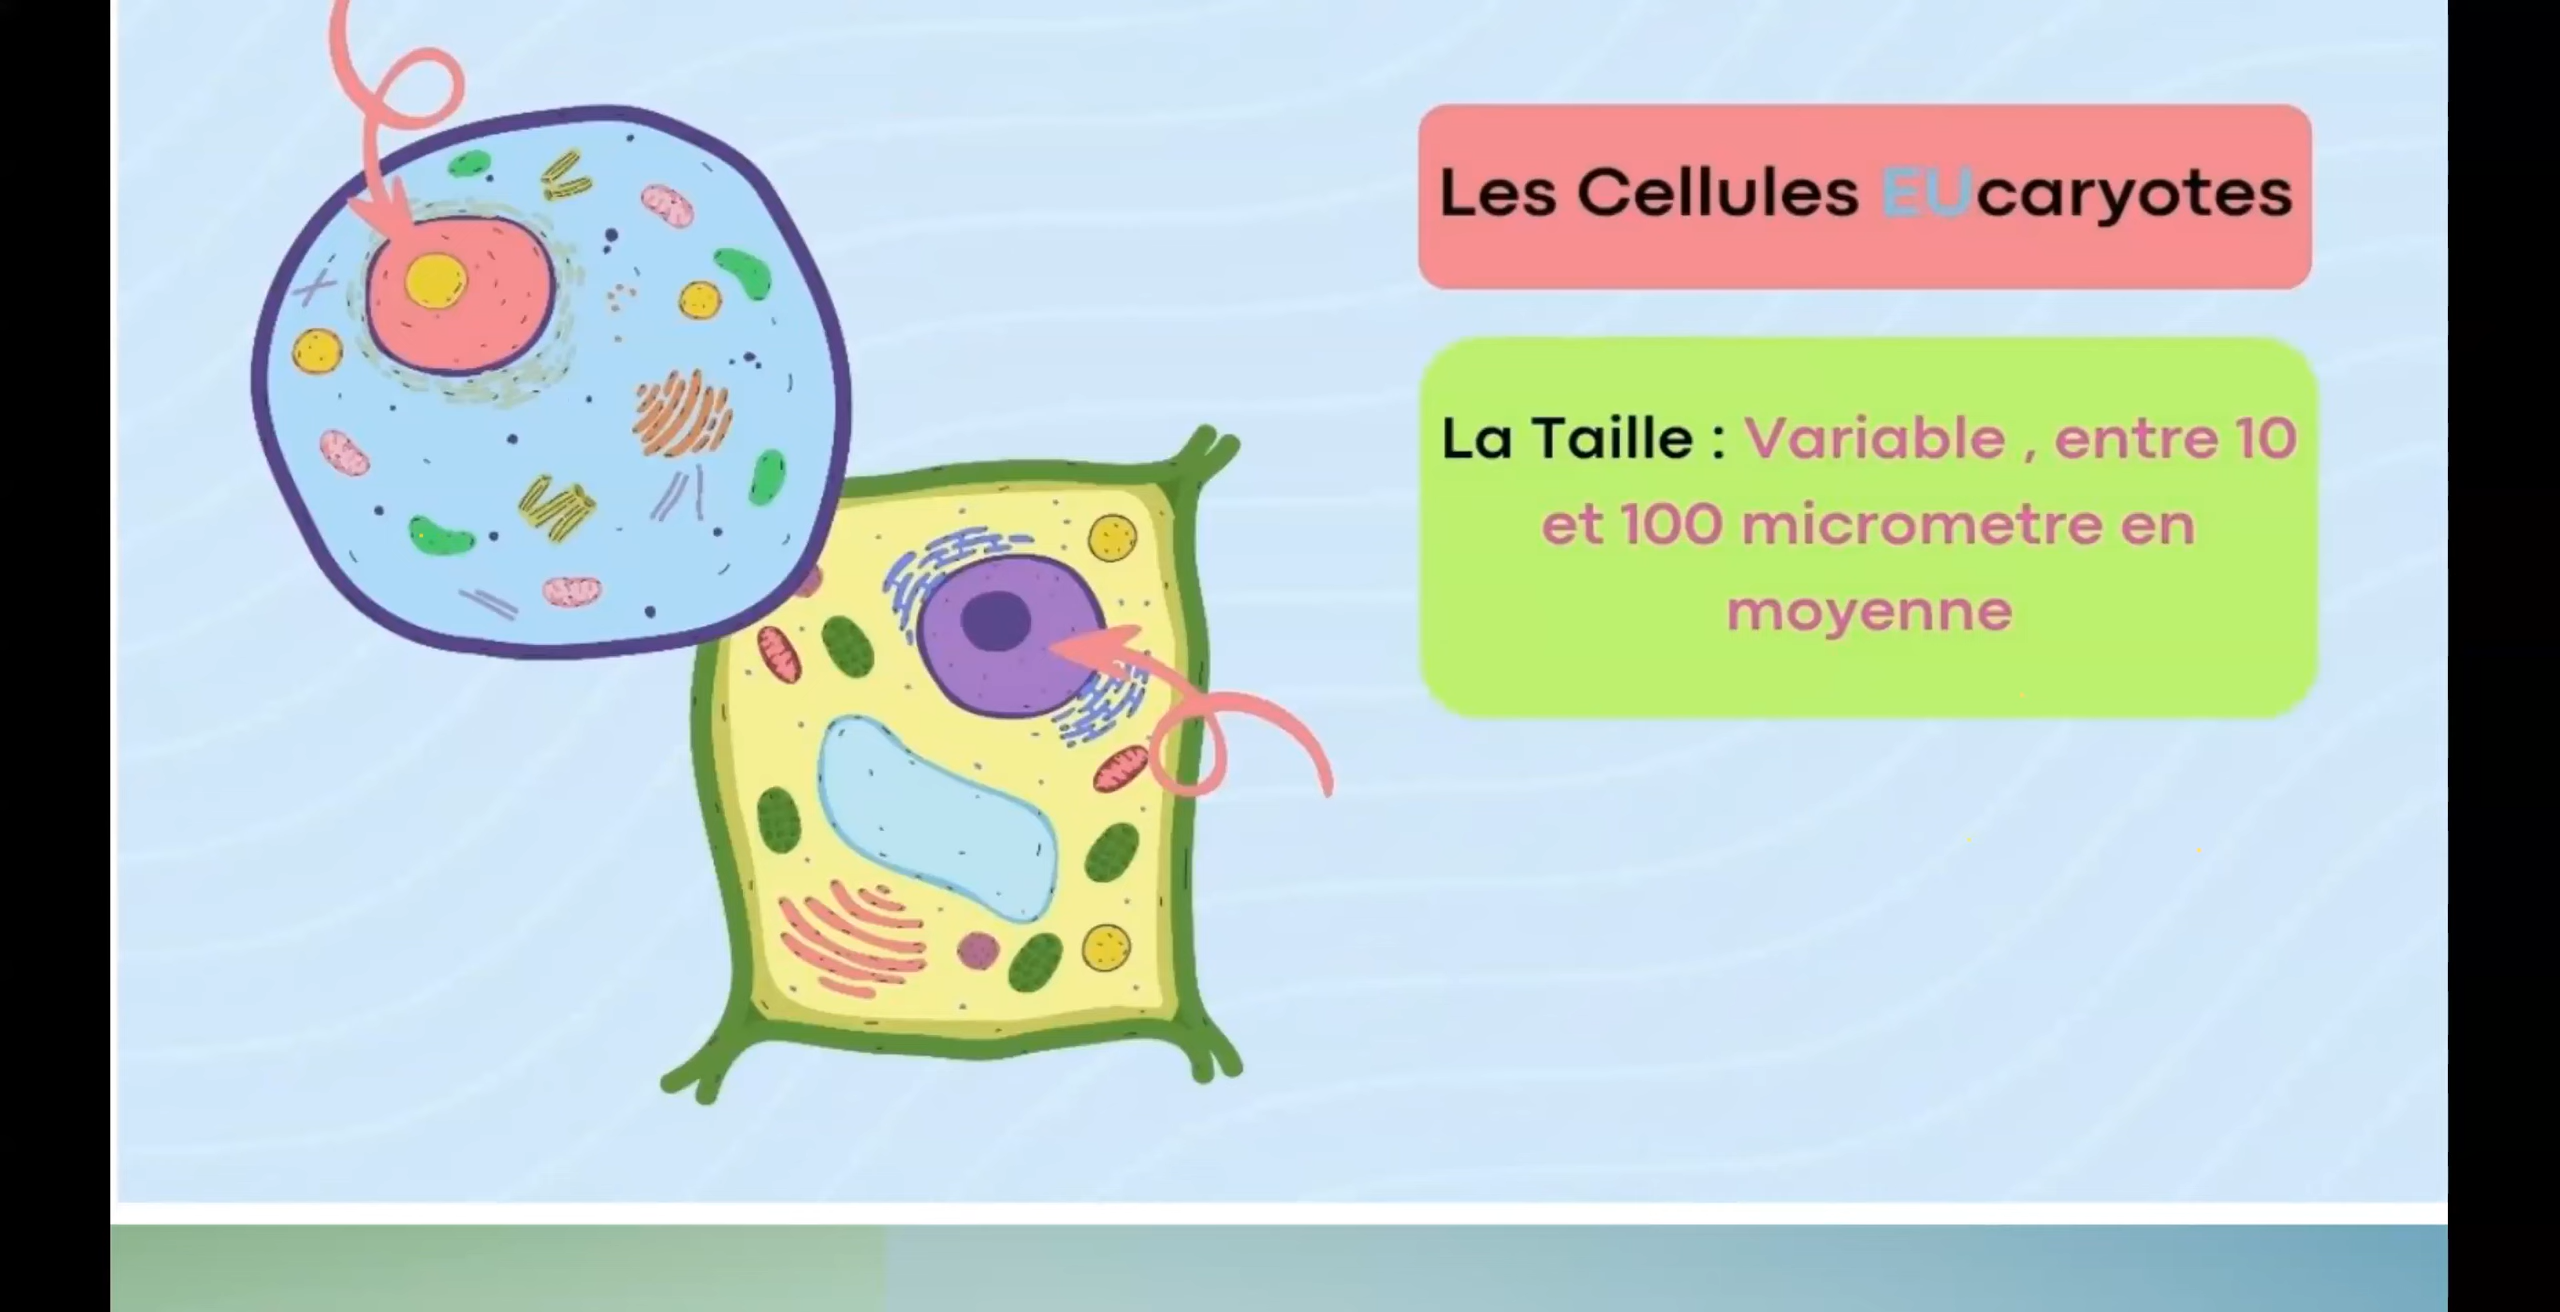 Les Cellules EUcaryotes
La Taille : Variable , entre 10
et 100 micrometre en
moyenne